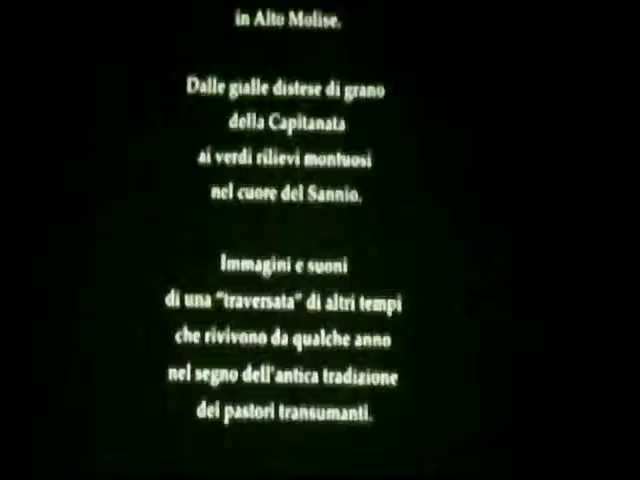 in Alto Molise.
Dalle gialle distese di grano
della Capitanata
ai verdi rilievi montuosi
nel cuore del Sannio.
Immagini e suoni
di una "traversata" di altri tempi
che rivivono da qualche anno
nel segno dell'antica tradizione
dei pastori transumanti.